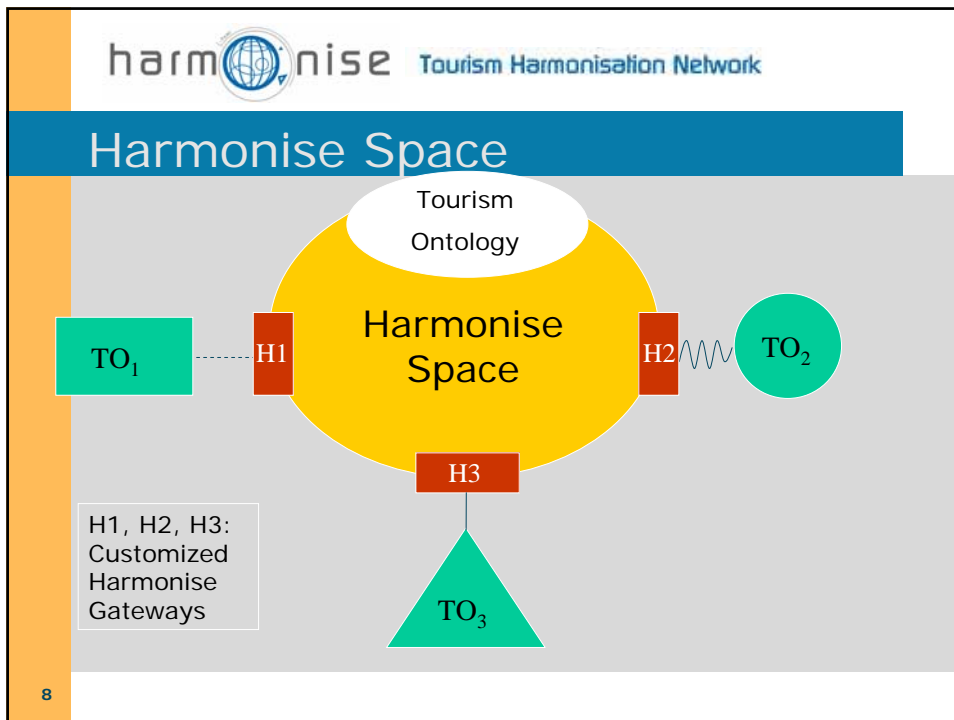 harmonise Tourism Harmonisation Network
Harmonise Space
Tourism
Ontology
Harmonise
Space
TO₁
H1
H2
TO₂
H3
H1, H2, H3:
Customized
Harmonise
Gateways
TO₃
8